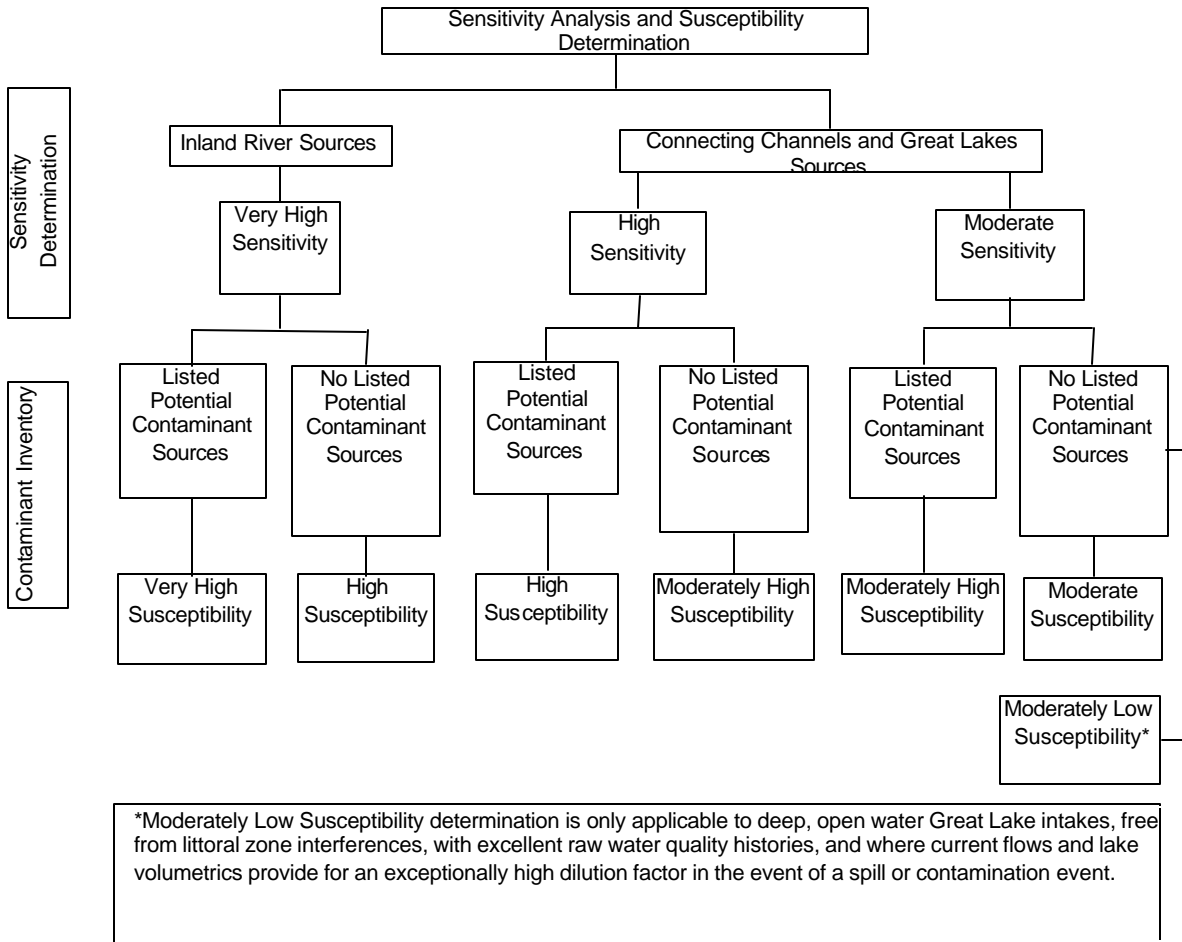 Sensitivity Analysis and Susceptibility
Determination
Sensitivity
Determination
Inland River Sources
Connecting Channels and Great Lakes
Sources
Very High
Sensitivity
High
Sensitivity
Moderate
Sensitivity
Contaminant Inventory
Listed
Potential
Contaminant
Sources
No Listed
Potential
Contaminant
Sources
Listed
Potential
Contaminant
Sources
No Listed
Potential
Contaminant
Sources
Listed
Potential
Contaminant
Sources
No Listed
Potential
Contaminant
Sources
Very High
Susceptibility
High
Susceptibility
High
Susceptibility
Moderately High
Susceptibility
Moderately High
Susceptibility
Moderate
Susceptibility
Moderately Low
Susceptibility*
*Moderately Low Susceptibility determination is only applicable to deep, open water Great Lake intakes, free
from littoral zone interferences, with excellent raw water quality histories, and where current flows and lake
volumetrics provide for an exceptionally high dilution factor in the event of a spill or contamination event.